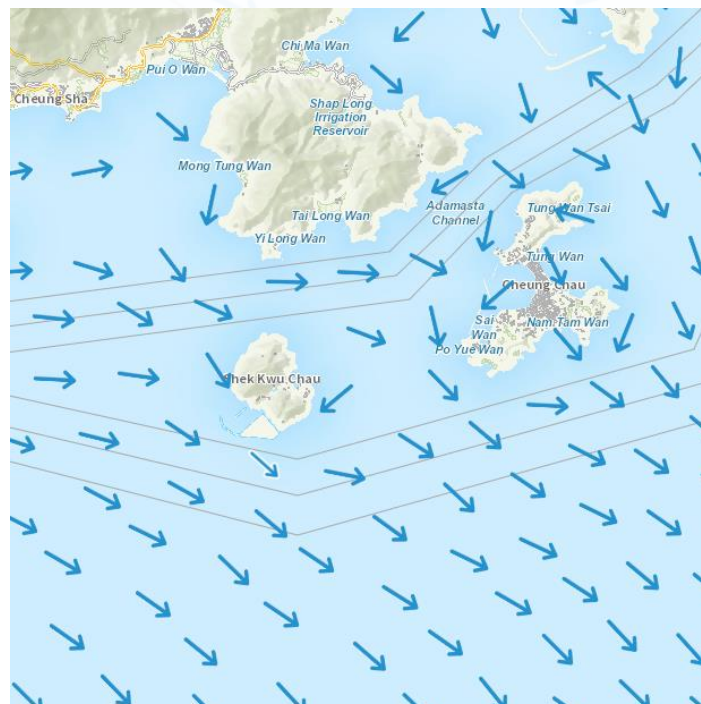 Chi Ma Wan
Pui O Wan
Cheung Sha
Shap Long
Irrigation
Reservoir
Mong Tung Wan
Adamasta
Channel
Tai Long Wan
Tung Wan Tsai
Yi Long Wan
Tung Wan
Cheung Chau
Sai
Wan
Nam Tam Wan
Po Yue Wan
Shek Kwu Chau